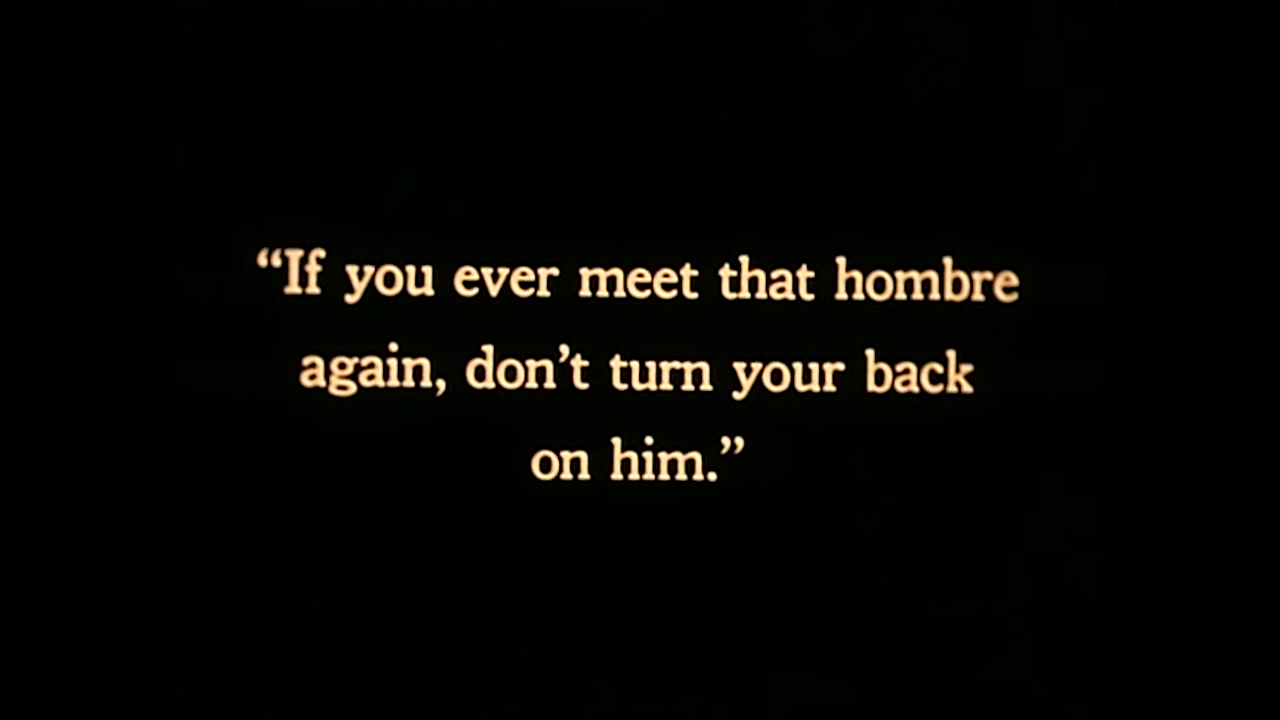 “If you ever meet that hombre
again, don’t turn your back
on him.”